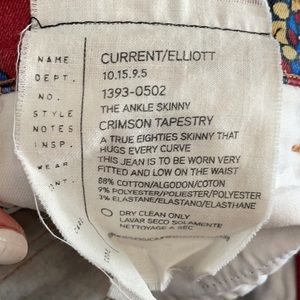 NAME CURRENT/ELLIOTT
DEPT. 10.15.9.5
NO. 1393-0502
STYLE THE ANKLE SKINNY
NOTES CRIMSON TAPESTRY
INSP. A TRUE EIGHTIES SKINNY THAT
HUGS EVERY CURVE
WEAR THIS JEAN IS TO BE WORN VERY
FITTED AND LOW ON THE WAIST
CNT. 88% COTTON/ALGODON/COTON
9% POLYESTER/POLIESTER/POLYESTER
3% ELASTANE/ELASTANO/ELASTHANE
DRY CLEAN ONLY
LAVAR SECO SOLAMENTE
NETTOYAGE A SEC